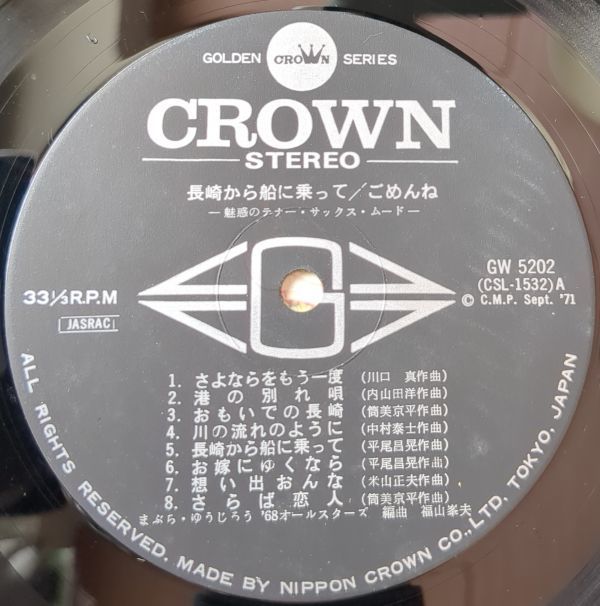 GOLDEN CROWN SERIES
CROWN
STEREO
長崎から船に乗って／ごめんね
—魅惑のテナー・サックス・ムード—
G
33⅓R.P.M
JASRAC
GW 5202
(CSL-1532)A
© C.M.P. Sept. '71
1. さよならをもう一度 (川口 真作曲)
2. 港の別れ唄 (内山田洋作曲)
3. おもいでの長崎 (筒美京平作曲)
4. 川の流れのように (中村泰士作曲)
5. 長崎から船に乗って (平尾昌晃作曲)
6. お嫁にゆくなら (平尾昌晃作曲)
7. 想い出おんな (米山正夫作曲)
8. さらば恋人 (筒美京平作曲)
まぶち・ゆうじろう '68オールスターズ 編曲 福山峯夫
ALL RIGHTS RESERVED. MADE BY NIPPON CROWN CO.,LTD. TOKYO, JAPAN